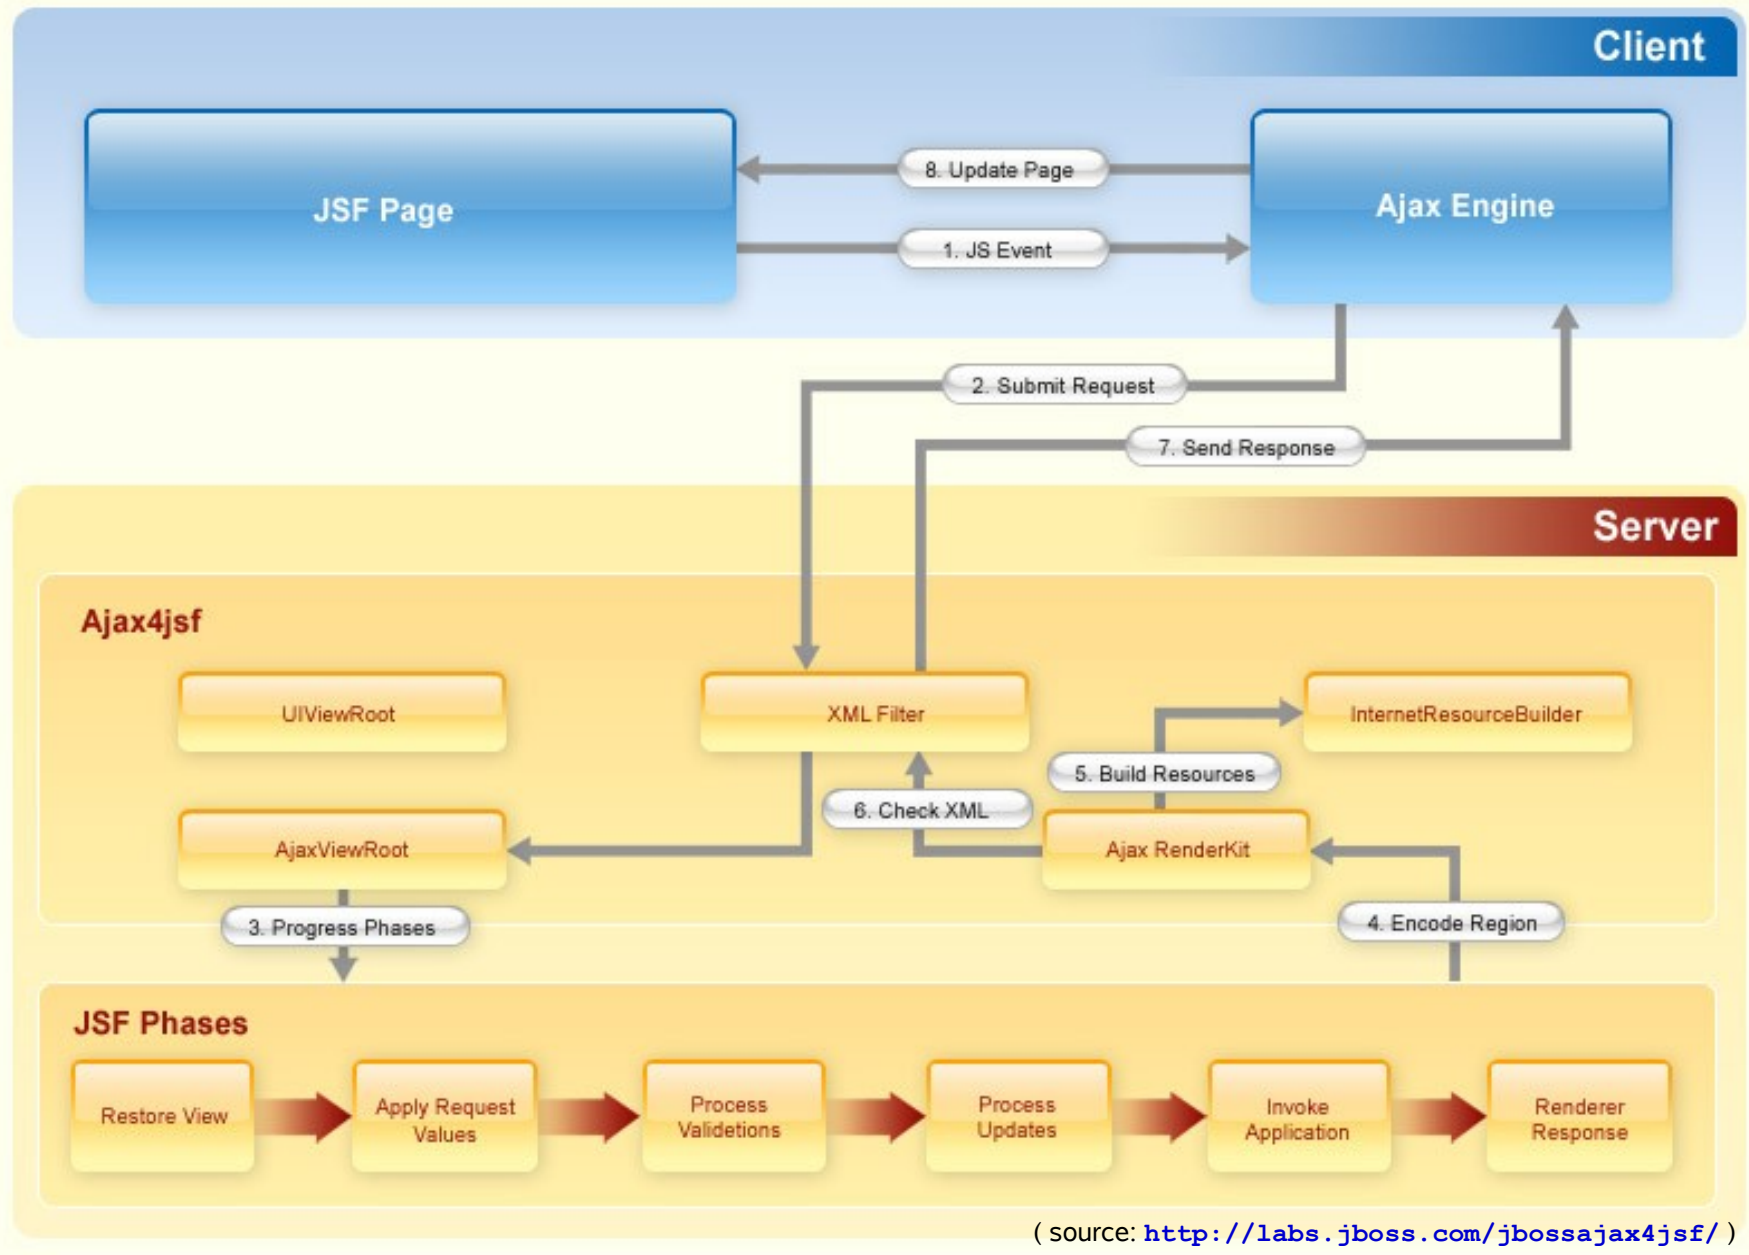 Client
JSF Page
8. Update Page
Ajax Engine
1. JS Event
2. Submit Request
7. Send Response
Server
Ajax4jsf
UIViewRoot
XML Filter
InternetResourceBuilder
5. Build Resources
6. Check XML
AjaxViewRoot
Ajax RenderKit
3. Progress Phases
4. Encode Region
JSF Phases
Restore View
Apply Request
Values
Process
Validetions
Process
Updates
Invoke
Application
Renderer
Response
( source: http://labs.jboss.com/jbossajax4jsf/ )